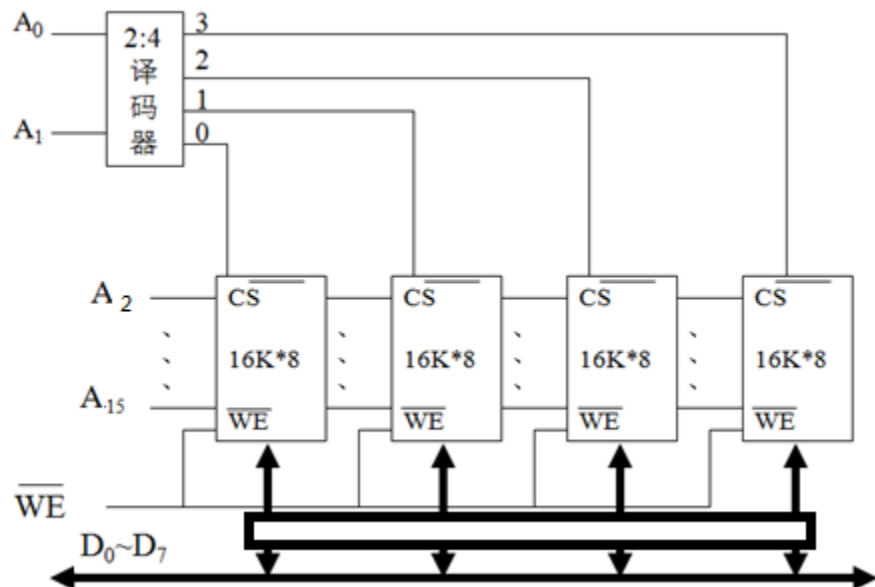 A₀
2:4
译
码
器
3
2
1
0
A₁
A ₂
CS CS CS CS
16K*8 16K*8 16K*8 16K*8
A.₁₅
WE WE WE WE
WE
D₀~D₇